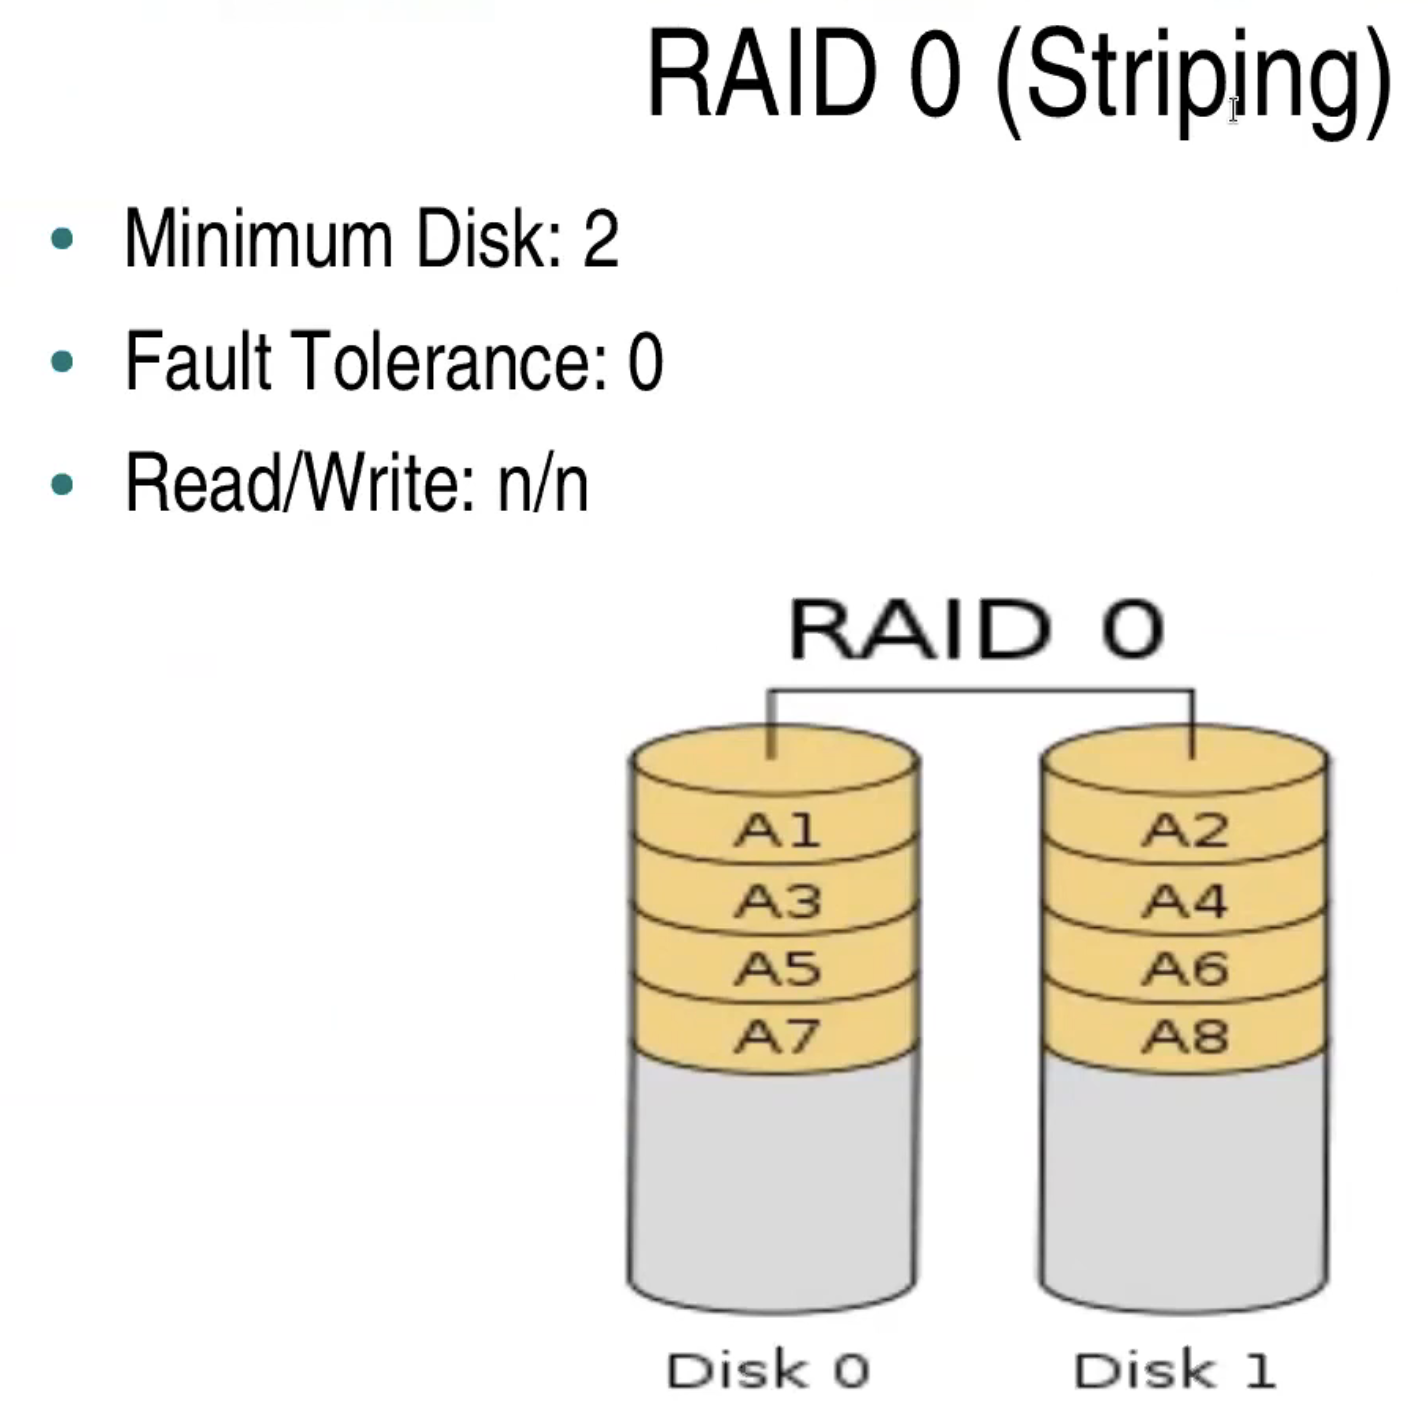 RAID 0 (Striping)
• Minimum Disk: 2
• Fault Tolerance: 0
• Read/Write: n/n
RAID 0
A1 A2
A3 A4
A5 A6
A7 A8
Disk 0 Disk 1